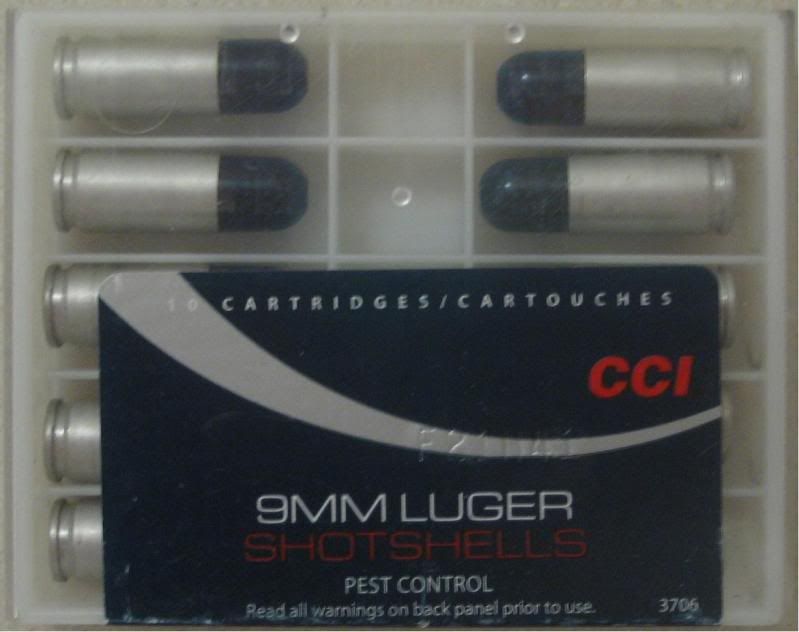 10 CARTRIDGES/CARTOUCHES
CCI
9MM LUGER
SHOTSHELLS
PEST CONTROL
Read all warnings on back panel prior to use.
3706